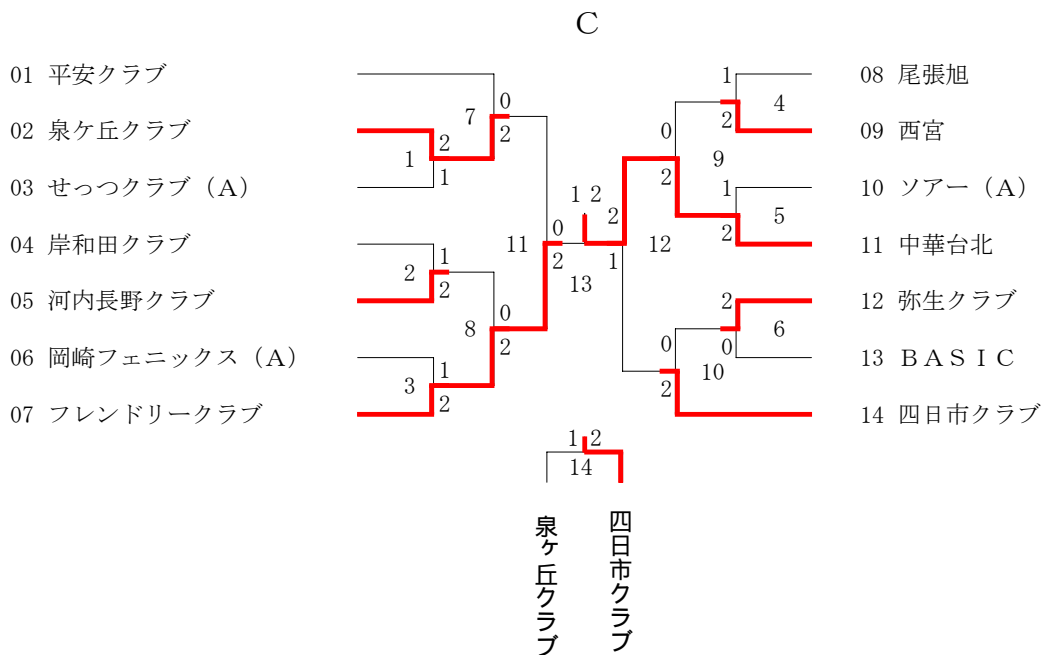 C
01 平安クラブ
02 泉ケ丘クラブ
03 せっつクラブ（A）
04 岸和田クラブ
05 河内長野クラブ
06 岡崎フェニックス（A）
07 フレンドリークラブ
0
7
2
2
1
1
1
2
2
0
8
2
1
3
2
11
0
2
1 2
13
2
12
1
0
9
2
1
4
2
1
5
2
2
6
0
0
10
2
08 尾張旭
09 西宮
10 ソアー（A）
11 中華台北
12 弥生クラブ
13 ＢＡＳＩＣ
14 四日市クラブ
1 2
14
泉ヶ丘クラブ
四日市クラブ